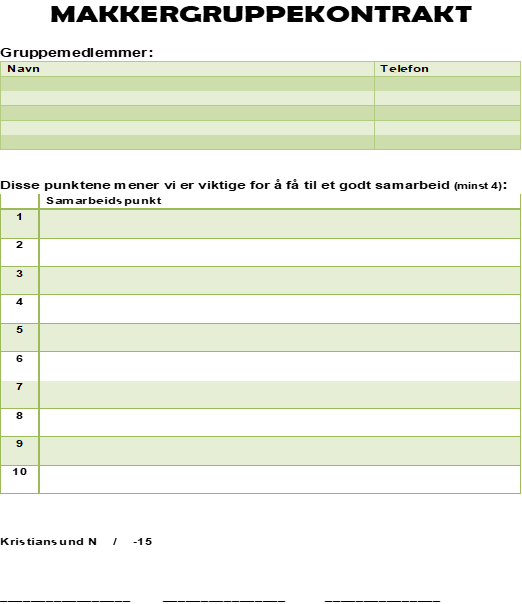 MAKKERGRUPPEKONTRAKT
Gruppemedlemmer:
Navn Telefon
Disse punktene mener vi er viktige for å få til et godt samarbeid (minst 4):
Samarbeidspunkt
1
2
3
4
5
6
7
8
9
10
Kristiansund N / -15